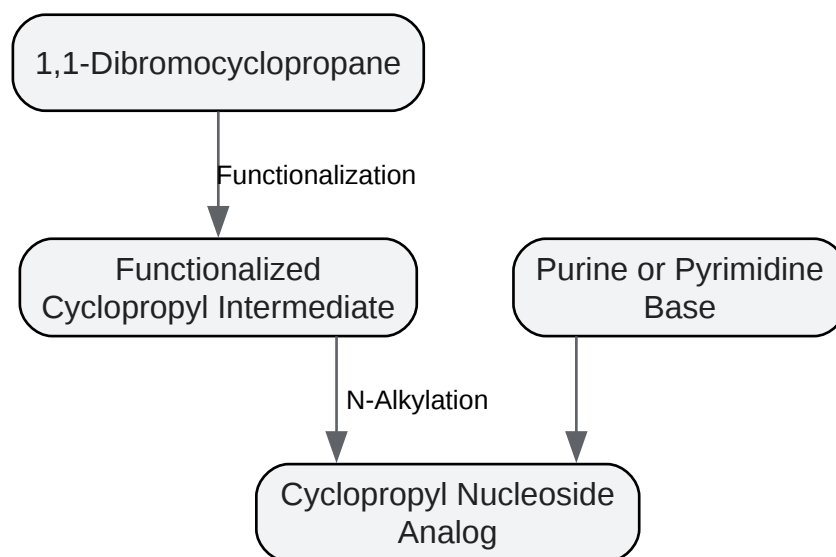 1,1-Dibromocyclopropane
Functionalization
Functionalized
Cyclopropyl Intermediate
Purine or Pyrimidine
Base
N-Alkylation
Cyclopropyl Nucleoside
Analog